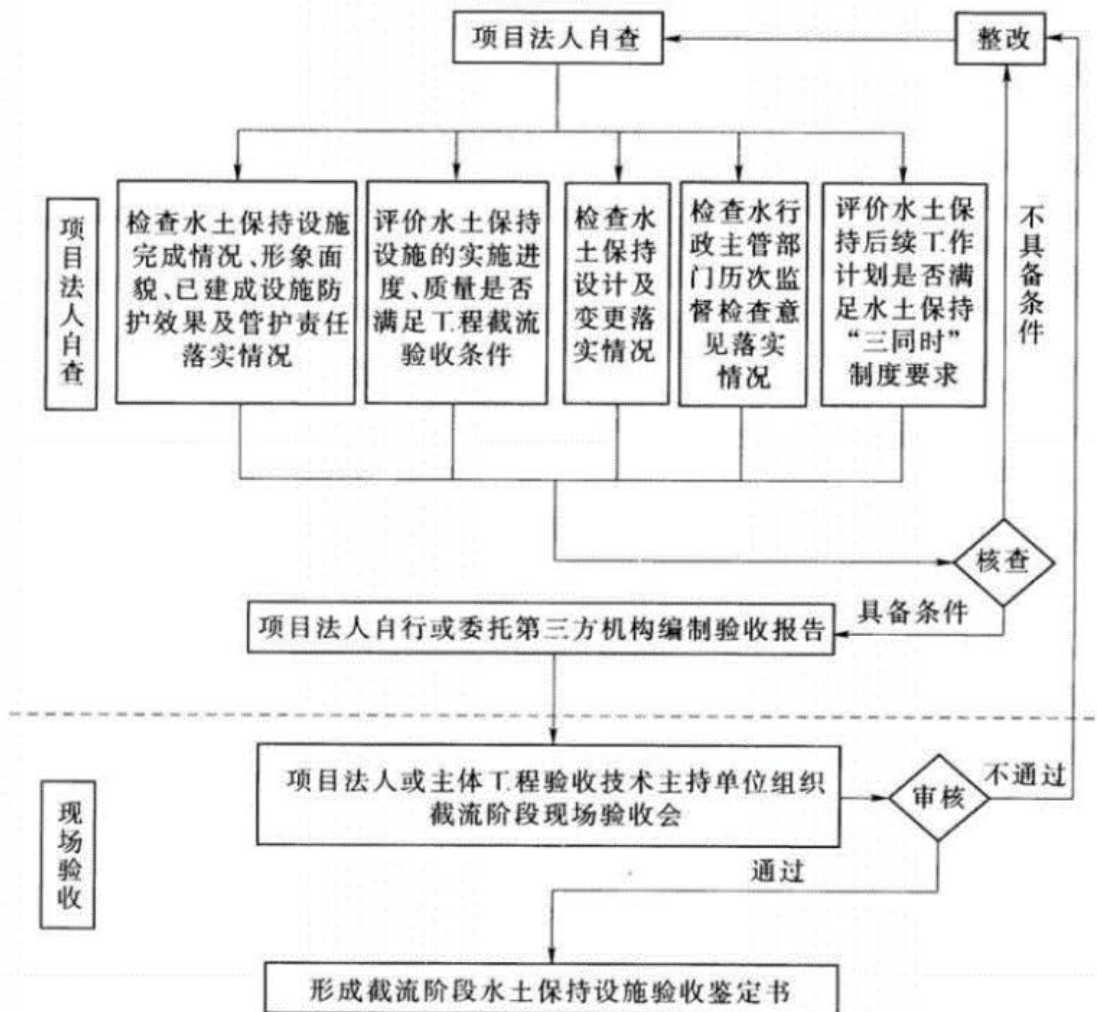 项目法人自查
整改
项目法人自查
检查水土保持设施
完成情况、形象面
貌、已建成设施防
护效果及管护责任
落实情况
评价水土保持
设施的实施进
度、质量是否
满足工程截流
验收条件
检查水
土保持
设计及
变更落
实情况
检查水行
政主管部
门历次监
督检查意
见落实
情况
评价水土保
持后续工作
计划是否满
足水土保持
“三同时”
制度要求
不具备条件
核查
具备条件
项目法人自行或委托第三方机构编制验收报告
现场验收
项目法人或主体工程验收技术主持单位组织
截流阶段现场验收会
审核
不通过
通过
形成截流阶段水土保持设施验收鉴定书